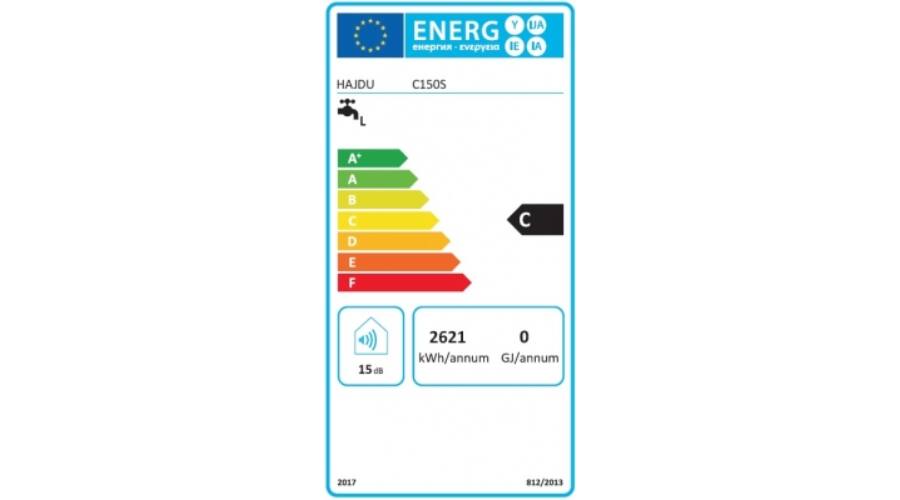 ENERG Y IJA
енергия · ενεργεια IE IA
HAJDU C150S
L
A+
A
B
C
D
E
F
C
2621 kWh/annum
0 GJ/annum
15 dB
2017 812/2013